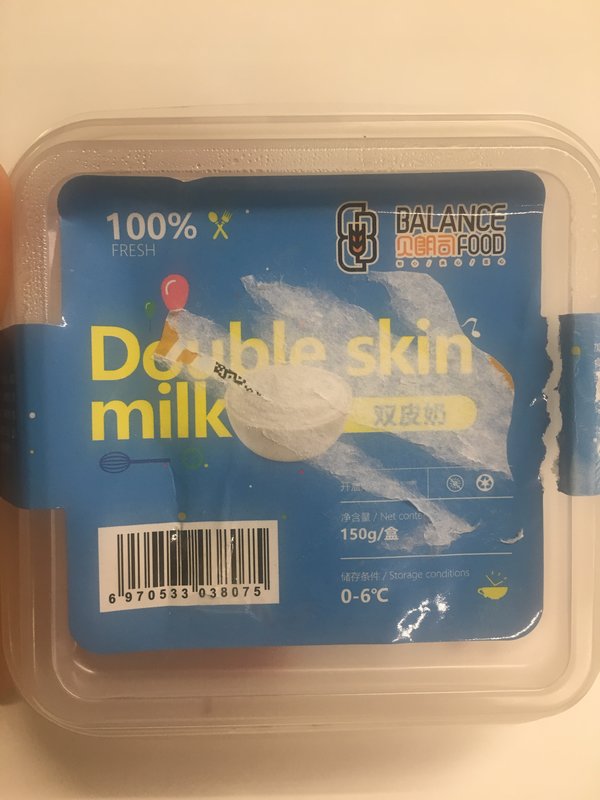 100%
FRESH
BALANCE
贝朗司FOOD
Double skin
milk
双皮奶
净含量 / Net conte
150g/盒
储存条件 / Storage conditions
0-6℃
6 970533 038075